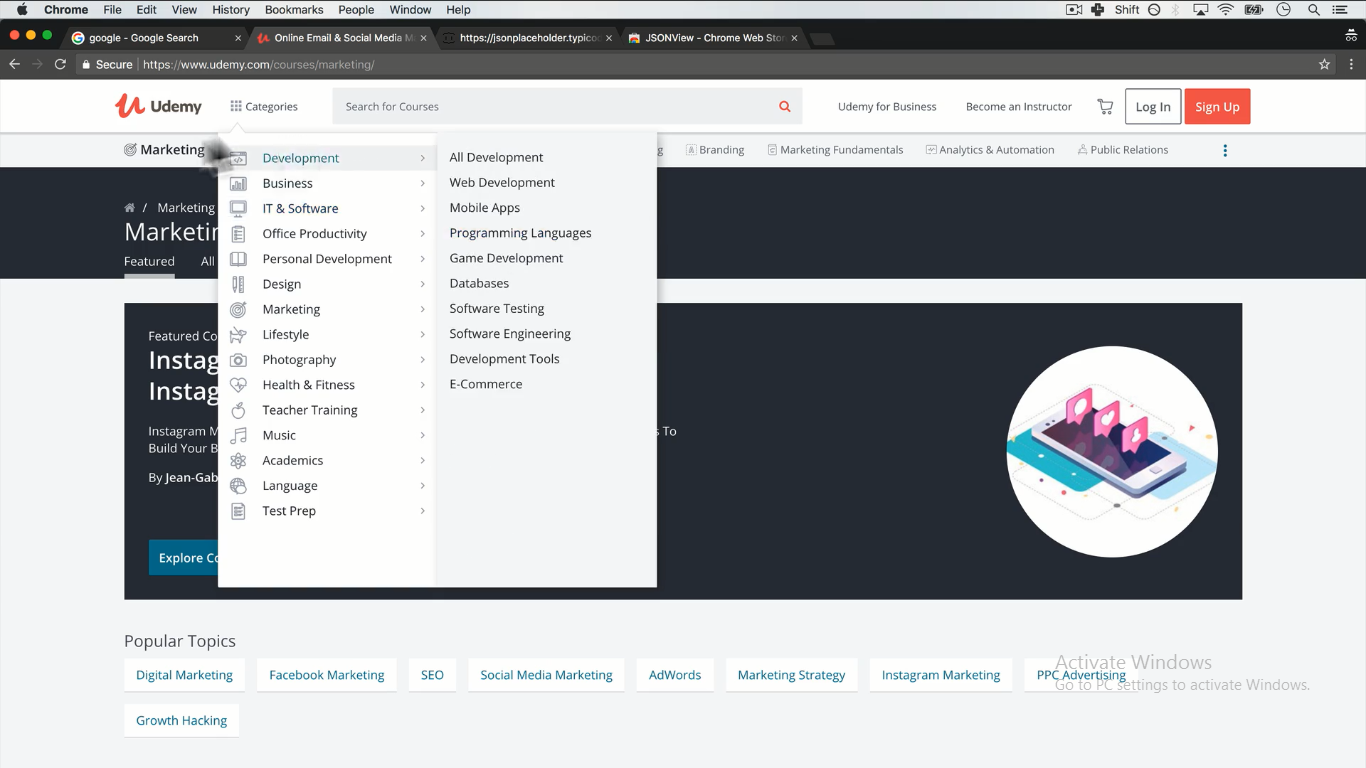 Chrome File Edit View History Bookmarks People Window Help Shift
google - Google Search
Online Email & Social Media M
https://jsonplaceholder.typico
JSONView - Chrome Web Stor
Secure https://www.udemy.com/courses/marketing/
Udemy
Categories
Search for Courses
Udemy for Business
Become an Instructor
Log In
Sign Up
Marketing
Branding
Marketing Fundamentals
Analytics & Automation
Public Relations
Development
Business
IT & Software
Office Productivity
Personal Development
Design
Marketing
Lifestyle
Photography
Health & Fitness
Teacher Training
Music
Academics
Language
Test Prep
All Development
Web Development
Mobile Apps
Programming Languages
Game Development
Databases
Software Testing
Software Engineering
Development Tools
E-Commerce
/ Marketing
Marketin
Featured All
Featured Co
Instag
Instag
Instagram M s To
Build Your B
By Jean-Gab
Explore Co
Popular Topics
Digital Marketing
Facebook Marketing
SEO
Social Media Marketing
AdWords
Marketing Strategy
Instagram Marketing
PPC Advertising
Growth Hacking
Activate Windows
Go to PC settings to activate Windows.